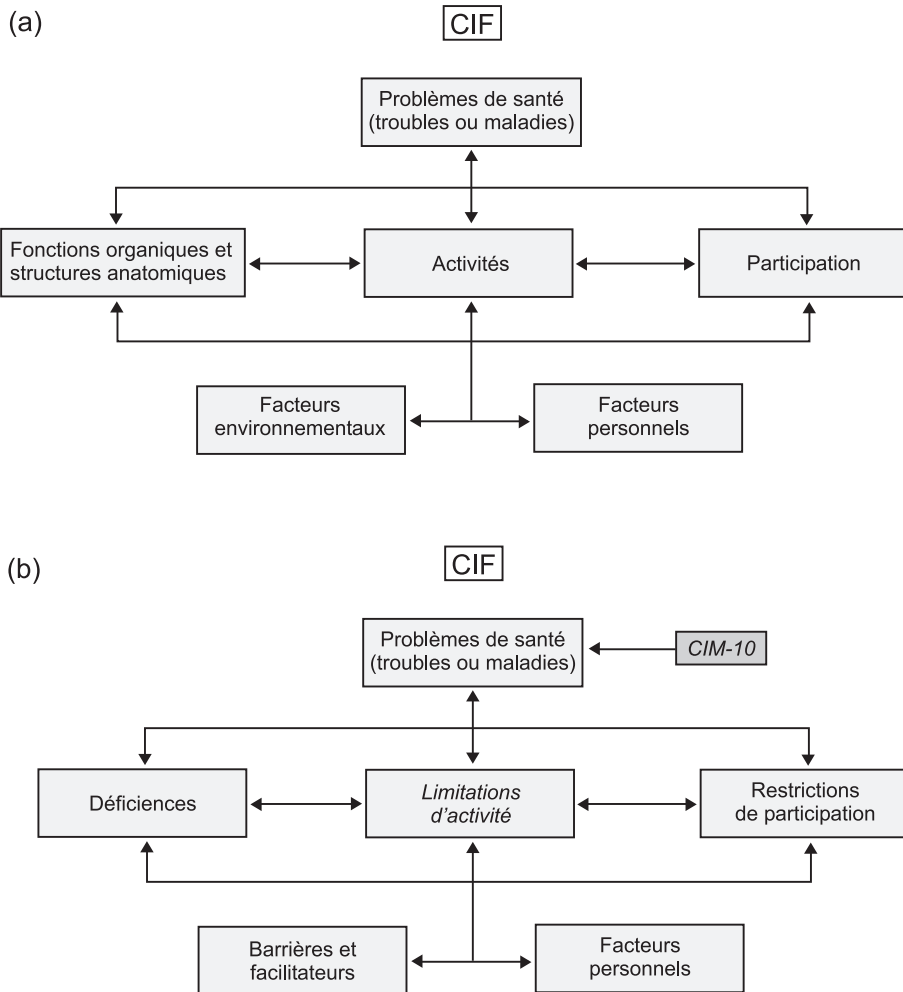 (a)
CIF
Problèmes de santé
(troubles ou maladies)
Fonctions organiques et
structures anatomiques
Activités
Participation
Facteurs
environnementaux
Facteurs
personnels
(b)
CIF
Problèmes de santé
(troubles ou maladies)
CIM-10
Déficiences
Limitations
d'activité
Restrictions
de participation
Barrières et
facilitateurs
Facteurs
personnels